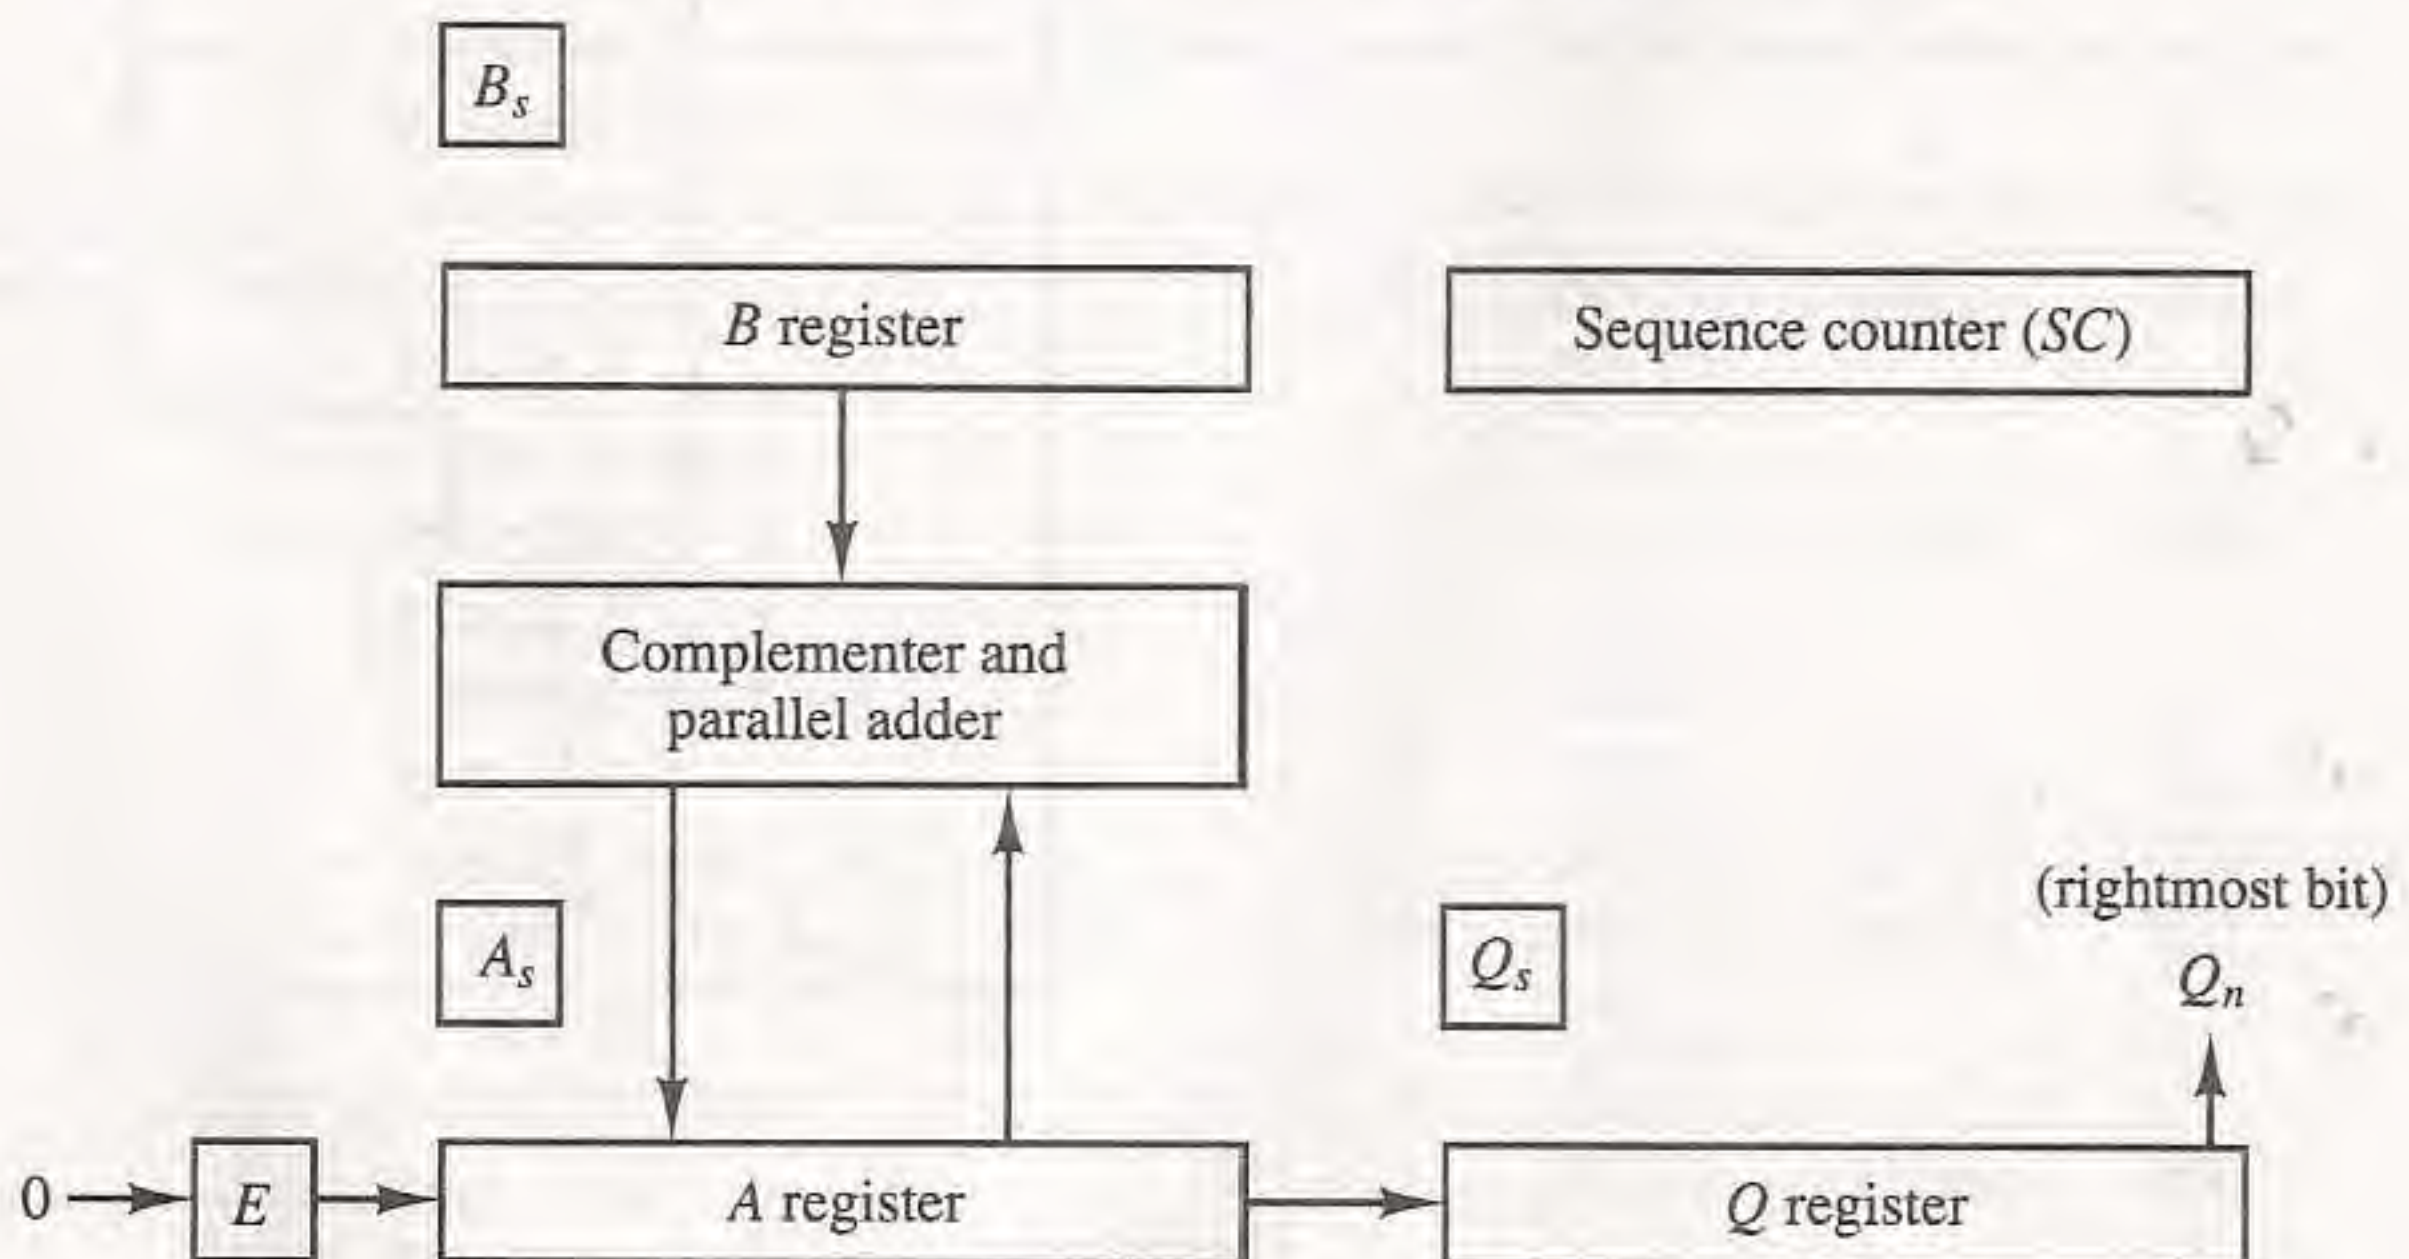 Bs
B register
Sequence counter (SC)
Complementer and
parallel adder
(rightmost bit)
As
Qs
Qn
0
E
A register
Q register